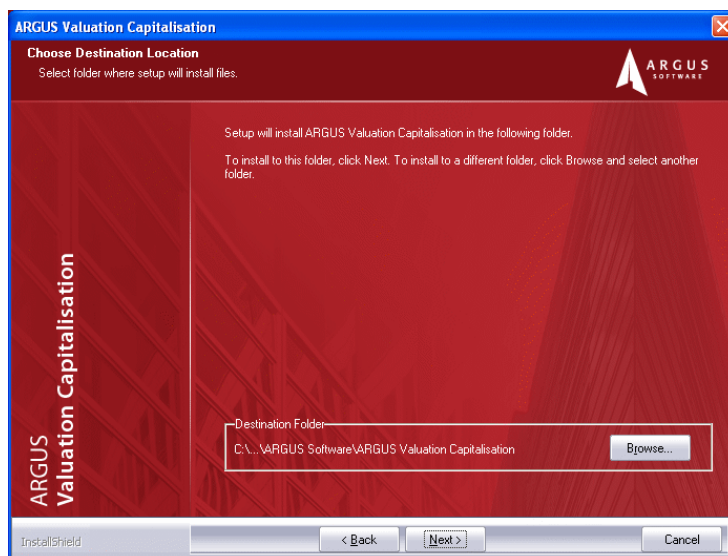 ARGUS Valuation Capitalisation
Choose Destination Location
Select folder where setup will install files.
ARGUS
SOFTWARE
Setup will install ARGUS Valuation Capitalisation in the following folder.
To install to this folder, click Next. To install to a different folder, click Browse and select another
folder.
ARGUS
Valuation Capitalisation
Destination Folder
C:\...\ARGUS Software\ARGUS Valuation Capitalisation
Browse...
InstallShield
< Back
Next >
Cancel